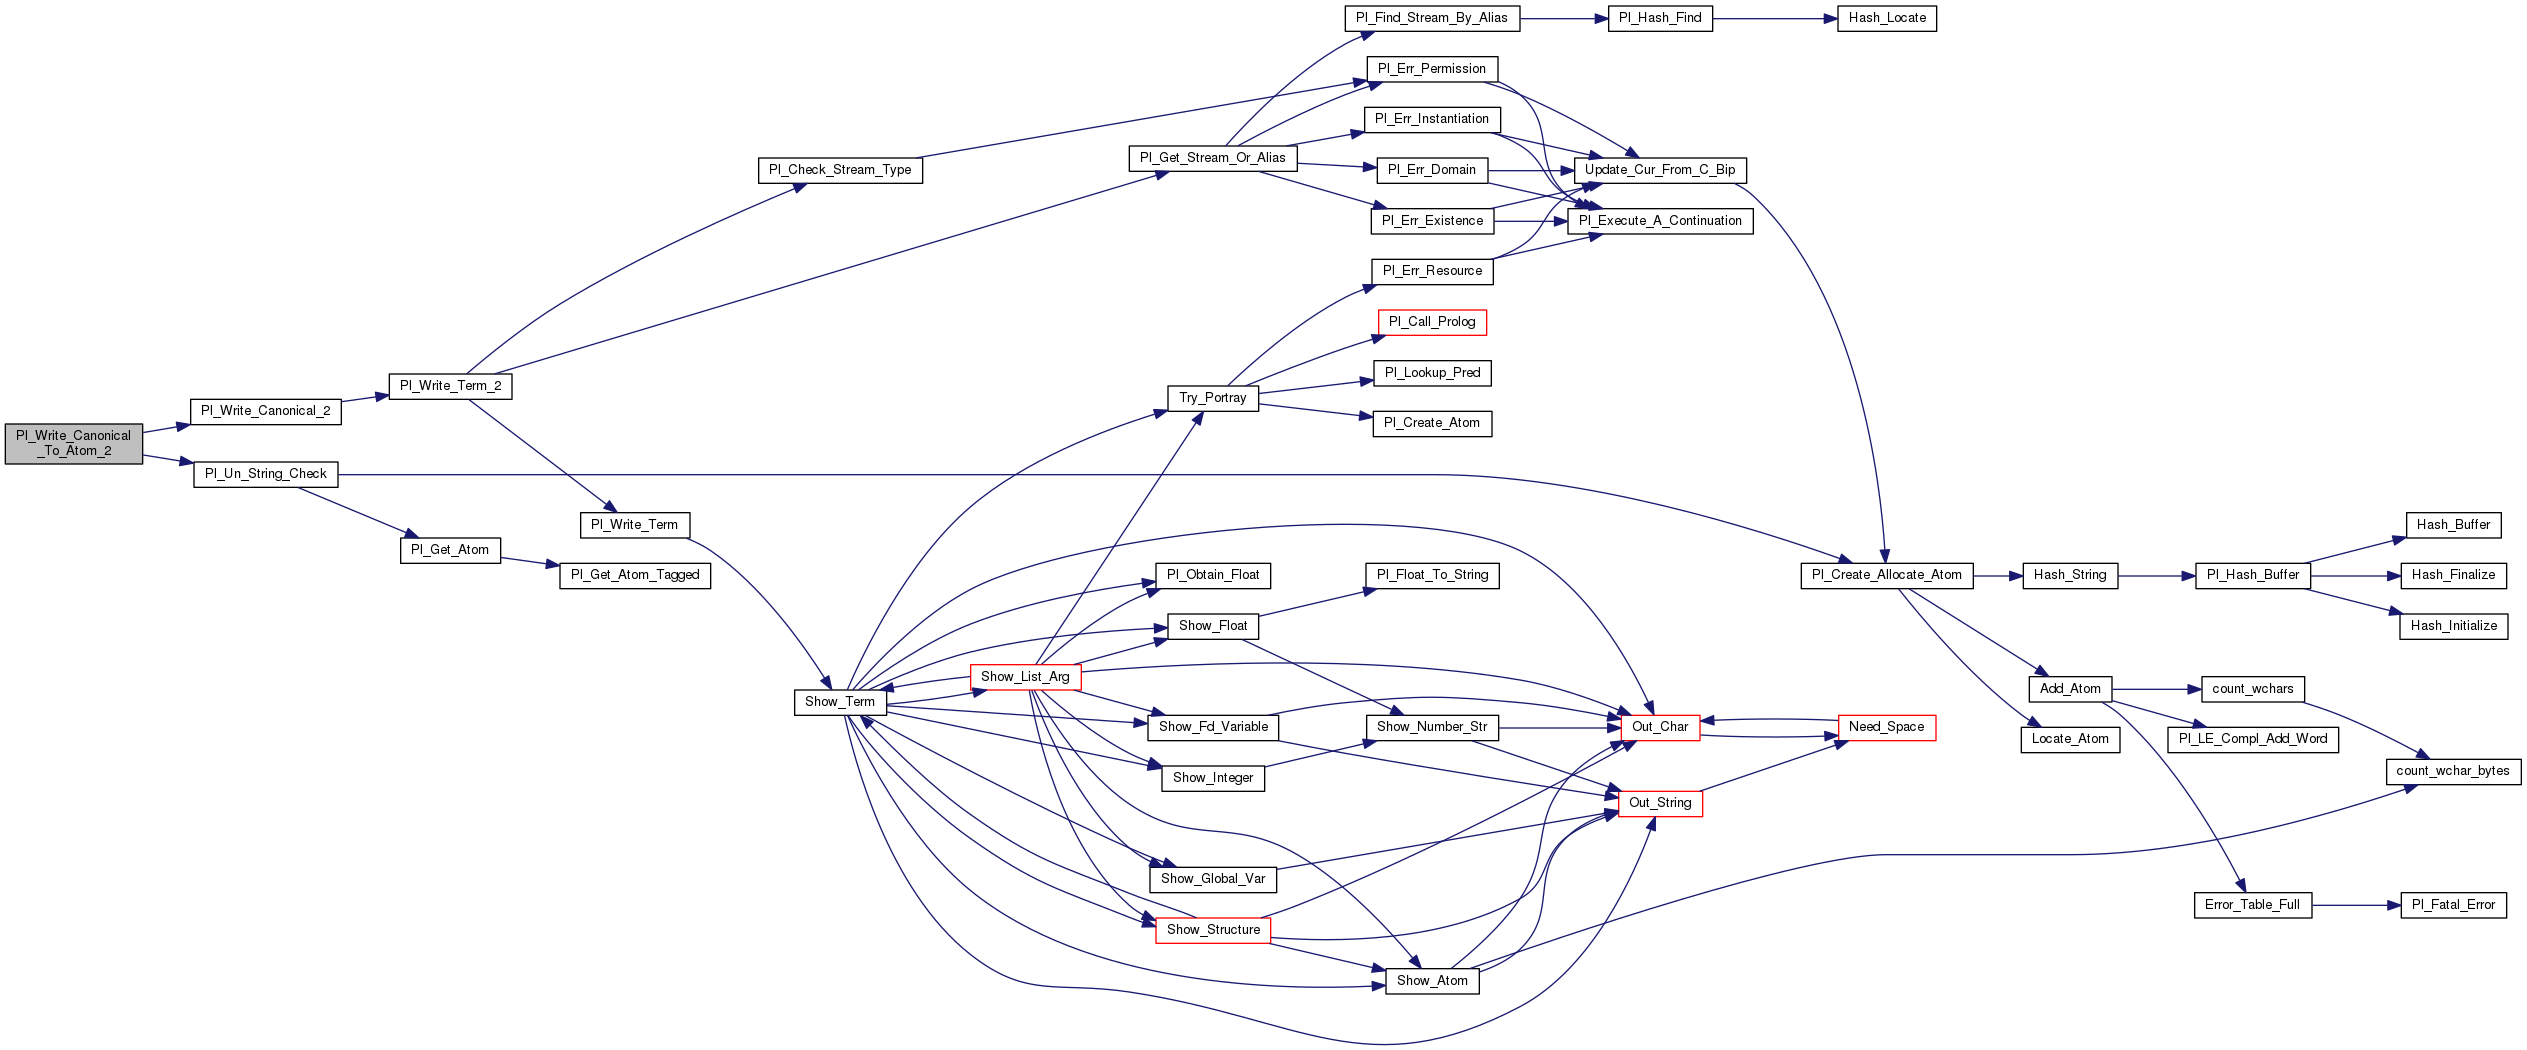 Pl_Find_Stream_By_Alias
Pl_Hash_Find
Hash_Locate
Pl_Err_Permission
Pl_Err_Instantiation
Pl_Check_Stream_Type
Pl_Get_Stream_Or_Alias
Pl_Err_Domain
Update_Cur_From_C_Bip
Pl_Err_Existence
Pl_Execute_A_Continuation
Pl_Err_Resource
Pl_Call_Prolog
Pl_Lookup_Pred
Pl_Write_Term_2
Try_Portray
Pl_Write_Canonical_2
Pl_Create_Atom
Pl_Write_Canonical
_To_Atom_2
Pl_Un_String_Check
Pl_Write_Term
Hash_Buffer
Pl_Get_Atom
Pl_Get_Atom_Tagged
Pl_Obtain_Float
Pl_Float_To_String
Pl_Create_Allocate_Atom
Hash_String
Pl_Hash_Buffer
Hash_Finalize
Show_Float
Hash_Initialize
Show_List_Arg
Add_Atom
count_wchars
Show_Term
Show_Fd_Variable
Show_Number_Str
Out_Char
Need_Space
Locate_Atom
Pl_LE_Compl_Add_Word
Show_Integer
count_wchar_bytes
Out_String
Show_Global_Var
Error_Table_Full
Pl_Fatal_Error
Show_Structure
Show_Atom